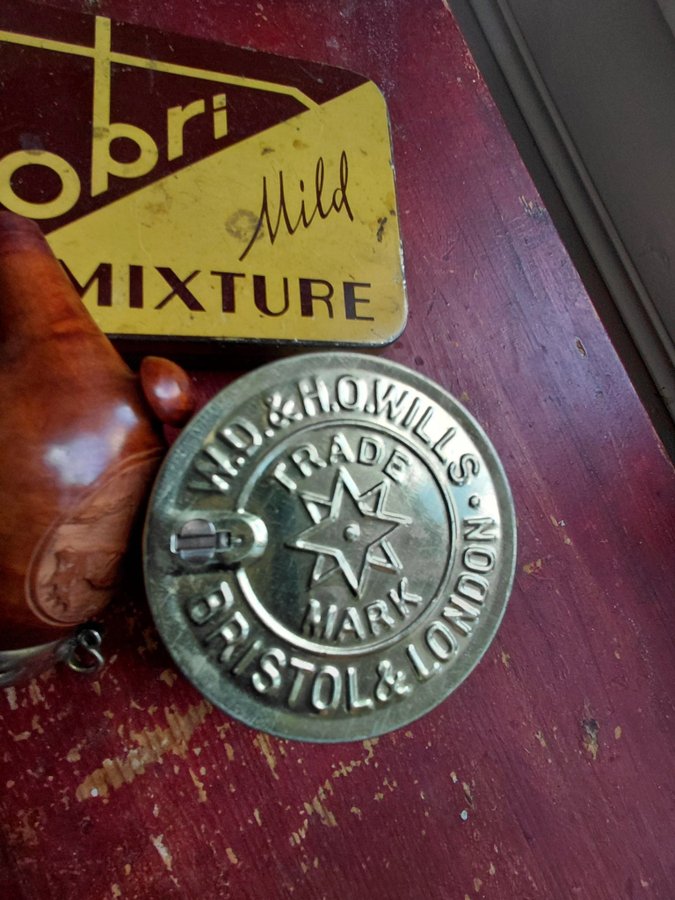 obri
Mild
MIXTURE
W.D.&H.O.WILLS·
TRADE
MARK
BRISTOL&LONDON